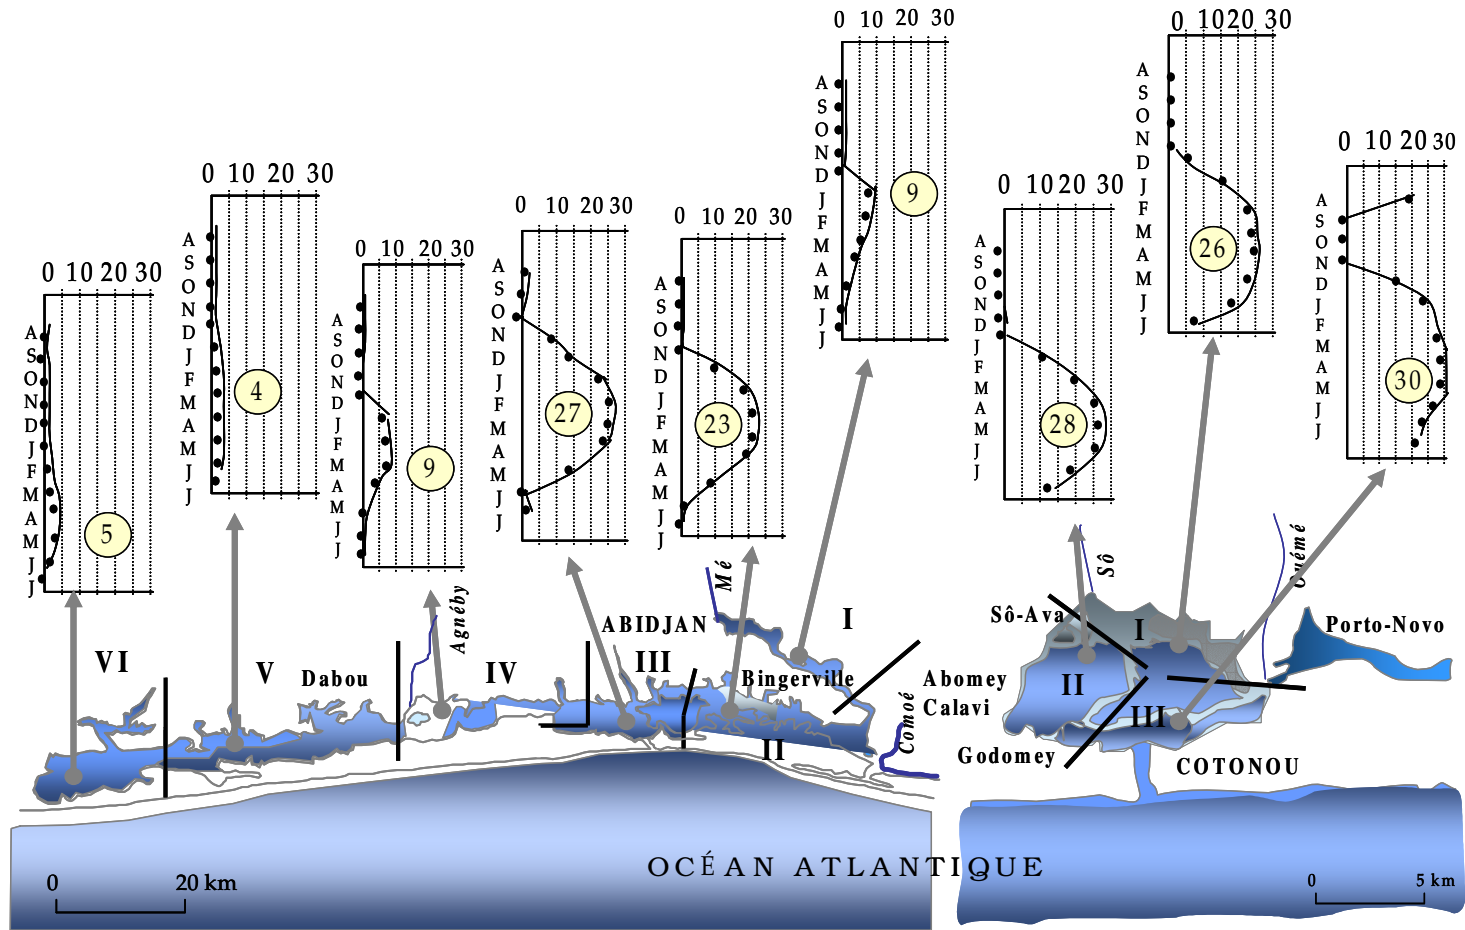 0 10 20 30
A
S
O
N
D
J
F
M
A
M
J
J
5
0 10 20 30
A
S
O
N
D
J
F
M
A
M
J
J
4
0 10 20 30
A
S
O
N
D
J
F
M
A
M
J
J
9
0 10 20 30
A
S
O
N
D
J
F
M
A
M
J
J
27
0 10 20 30
A
S
O
N
D
J
F
M
A
M
J
23
0 10 20 30
A
S
O
N
D
J
F
M
A
M
J
J
9
0 10 20 30
A
S
O
N
D
J
F
M
A
M
J
J
28
0 10 20 30
A
S
O
N
D
J
F
M
A
M
J
J
26
0 10 20 30
A
S
O
N
D
J
F
M
A
M
J
J
30
VI
V
Dabou
Agnéby
IV
ABIDJAN
III
Mé
Bingerville
I
II
Comoé
Abomey
Calavi
Sô-Ava
Sô
I
II
III
Godomey
COTONOU
Ouémé
Porto-Novo
OCÉAN ATLANTIQUE
0 20 km
0 5 km